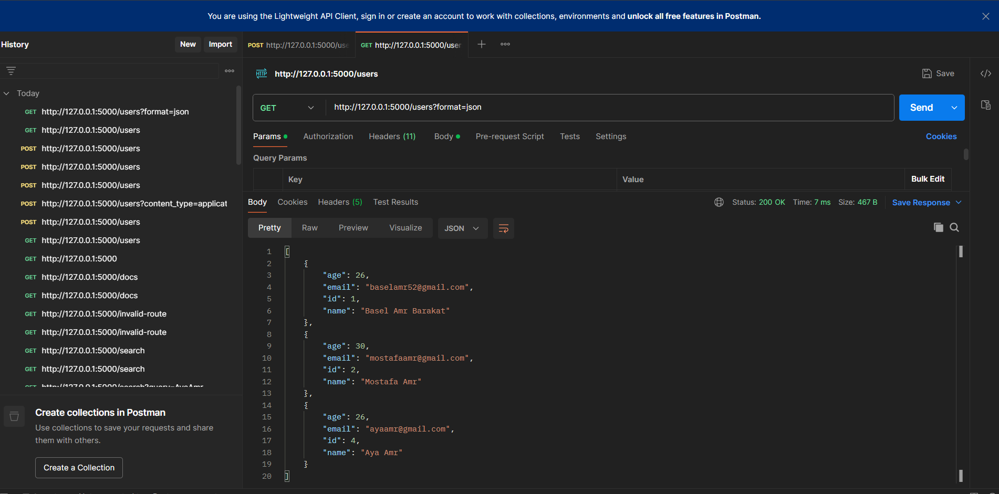 You are using the Lightweight API Client, sign in or create an account to work with collections, environments and unlock all free features in Postman.
History
New
Import
POST http://127.0.0.1:5000/use
GET http://127.0.0.1:5000/user
HTTP http://127.0.0.1:5000/users
Save
</>
Today
GET http://127.0.0.1:5000/users?format=json
GET http://127.0.0.1:5000/users
POST http://127.0.0.1:5000/users
POST http://127.0.0.1:5000/users
POST http://127.0.0.1:5000/users
POST http://127.0.0.1:5000/users?content_type=applicat
POST http://127.0.0.1:5000/users
GET http://127.0.0.1:5000/users
GET http://127.0.0.1:5000
GET http://127.0.0.1:5000/docs
GET http://127.0.0.1:5000/docs
GET http://127.0.0.1:5000/invalid-route
GET http://127.0.0.1:5000/invalid-route
GET http://127.0.0.1:5000/search
GET http://127.0.0.1:5000/search
GET http://127.0.0.1:5000/search?query=AyaAmr
Create collections in Postman
Use collections to save your requests and share
them with others.
Create a Collection
GET
http://127.0.0.1:5000/users?format=json
Send
Params
Authorization
Headers (11)
Body
Pre-request Script
Tests
Settings
Cookies
Query Params
Key
Value
Bulk Edit
Body
Cookies
Headers (5)
Test Results
Status: 200 OK
Time: 7 ms
Size: 467 B
Save Response
Pretty
Raw
Preview
Visualize
JSON
1 [
2 {
3 "age": 26,
4 "email": "baselamr52@gmail.com",
5 "id": 1,
6 "name": "Basel Amr Barakat"
7 },
8 {
9 "age": 30,
10 "email": "mostafaamr@gmail.com",
11 "id": 2,
12 "name": "Mostafa Amr"
13 },
14 {
15 "age": 26,
16 "email": "ayaamr@gmail.com",
17 "id": 4,
18 "name": "Aya Amr"
19 }
20 ]